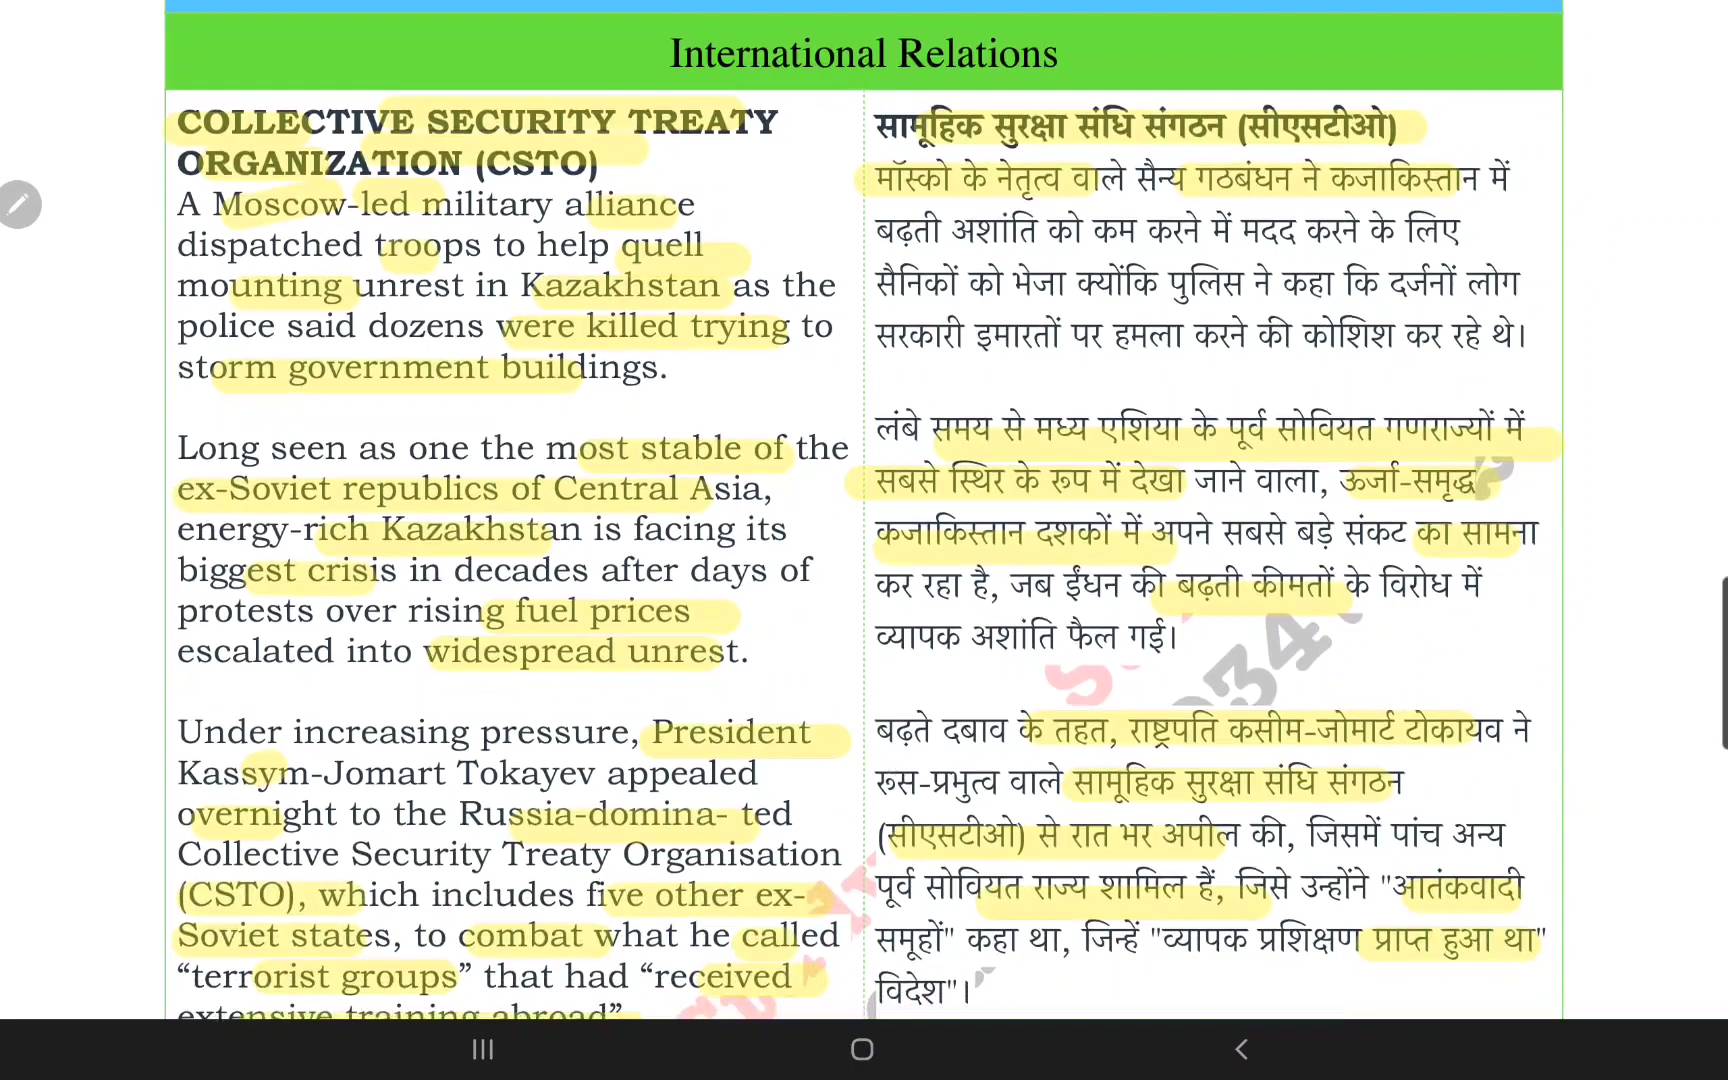 International Relations
COLLECTIVE SECURITY TREATY
ORGANIZATION (CSTO)
A Moscow-led military alliance
dispatched troops to help quell
mounting unrest in Kazakhstan as the
police said dozens were killed trying to
storm government buildings.
Long seen as one the most stable of the
ex-Soviet republics of Central Asia,
energy-rich Kazakhstan is facing its
biggest crisis in decades after days of
protests over rising fuel prices
escalated into widespread unrest.
Under increasing pressure, President
Kassym-Jomart Tokayev appealed
overnight to the Russia-domina- ted
Collective Security Treaty Organisation
(CSTO), which includes five other ex-
Soviet states, to combat what he called
“terrorist groups” that had “received
extensive training abroad”
सामूहिक सुरक्षा संधि संगठन (सीएसटीओ)
मॉस्को के नेतृत्व वाले सैन्य गठबंधन ने कजाकिस्तान में
बढ़ती अशांति को कम करने में मदद करने के लिए
सैनिकों को भेजा क्योंकि पुलिस ने कहा कि दर्जनों लोग
सरकारी इमारतों पर हमला करने की कोशिश कर रहे थे।
लंबे समय से मध्य एशिया के पूर्व सोवियत गणराज्यों में
सबसे स्थिर के रूप में देखा जाने वाला, ऊर्जा-समृद्ध
कजाकिस्तान दशकों में अपने सबसे बड़े संकट का सामना
कर रहा है, जब ईंधन की बढ़ती कीमतों के विरोध में
व्यापक अशांति फैल गई।
बढ़ते दबाव के तहत, राष्ट्रपति कसीम-जोमार्ट टोकायव ने
रूस-प्रभुत्व वाले सामूहिक सुरक्षा संधि संगठन
(सीएसटीओ) से रात भर अपील की, जिसमें पांच अन्य
पूर्व सोवियत राज्य शामिल हैं, जिसे उन्होंने "आतंकवादी
समूहों" कहा था, जिन्हें "व्यापक प्रशिक्षण प्राप्त हुआ था"
विदेश"।